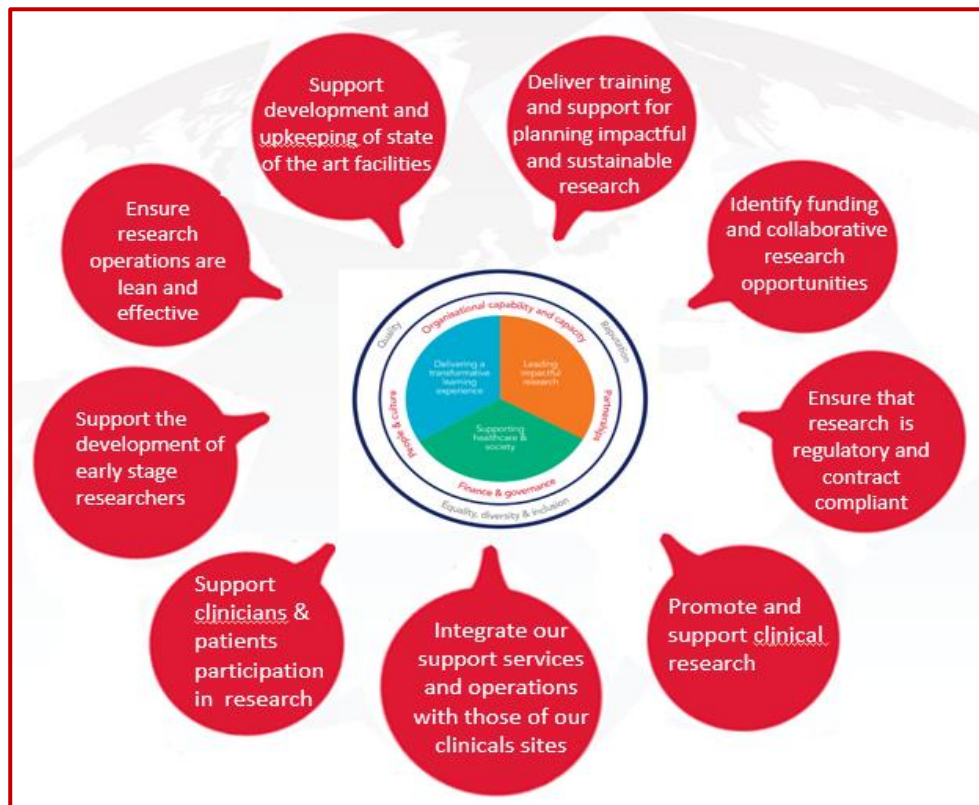 Support
development and
upkeeping of state
of the art facilities
Deliver training
and support for
planning impactful
and sustainable
research
Identify funding
and collaborative
research
opportunities
Ensure that
research is
regulatory and
contract
compliant
Promote and
support clinical
research
Integrate our
support services
and operations
with those of our
clinicals sites
Support
clinicians &
patients
participation
in research
Support the
development of
early stage
researchers
Ensure
research
operations are
lean and
effective
Quality
Organisational capability and capacity
Reputation
People & culture
Partnerships
Finance & governance
Equality, diversity & inclusion
Delivering a
transformative
learning
experience
Leading
impactful
research
Supporting
healthcare &
society